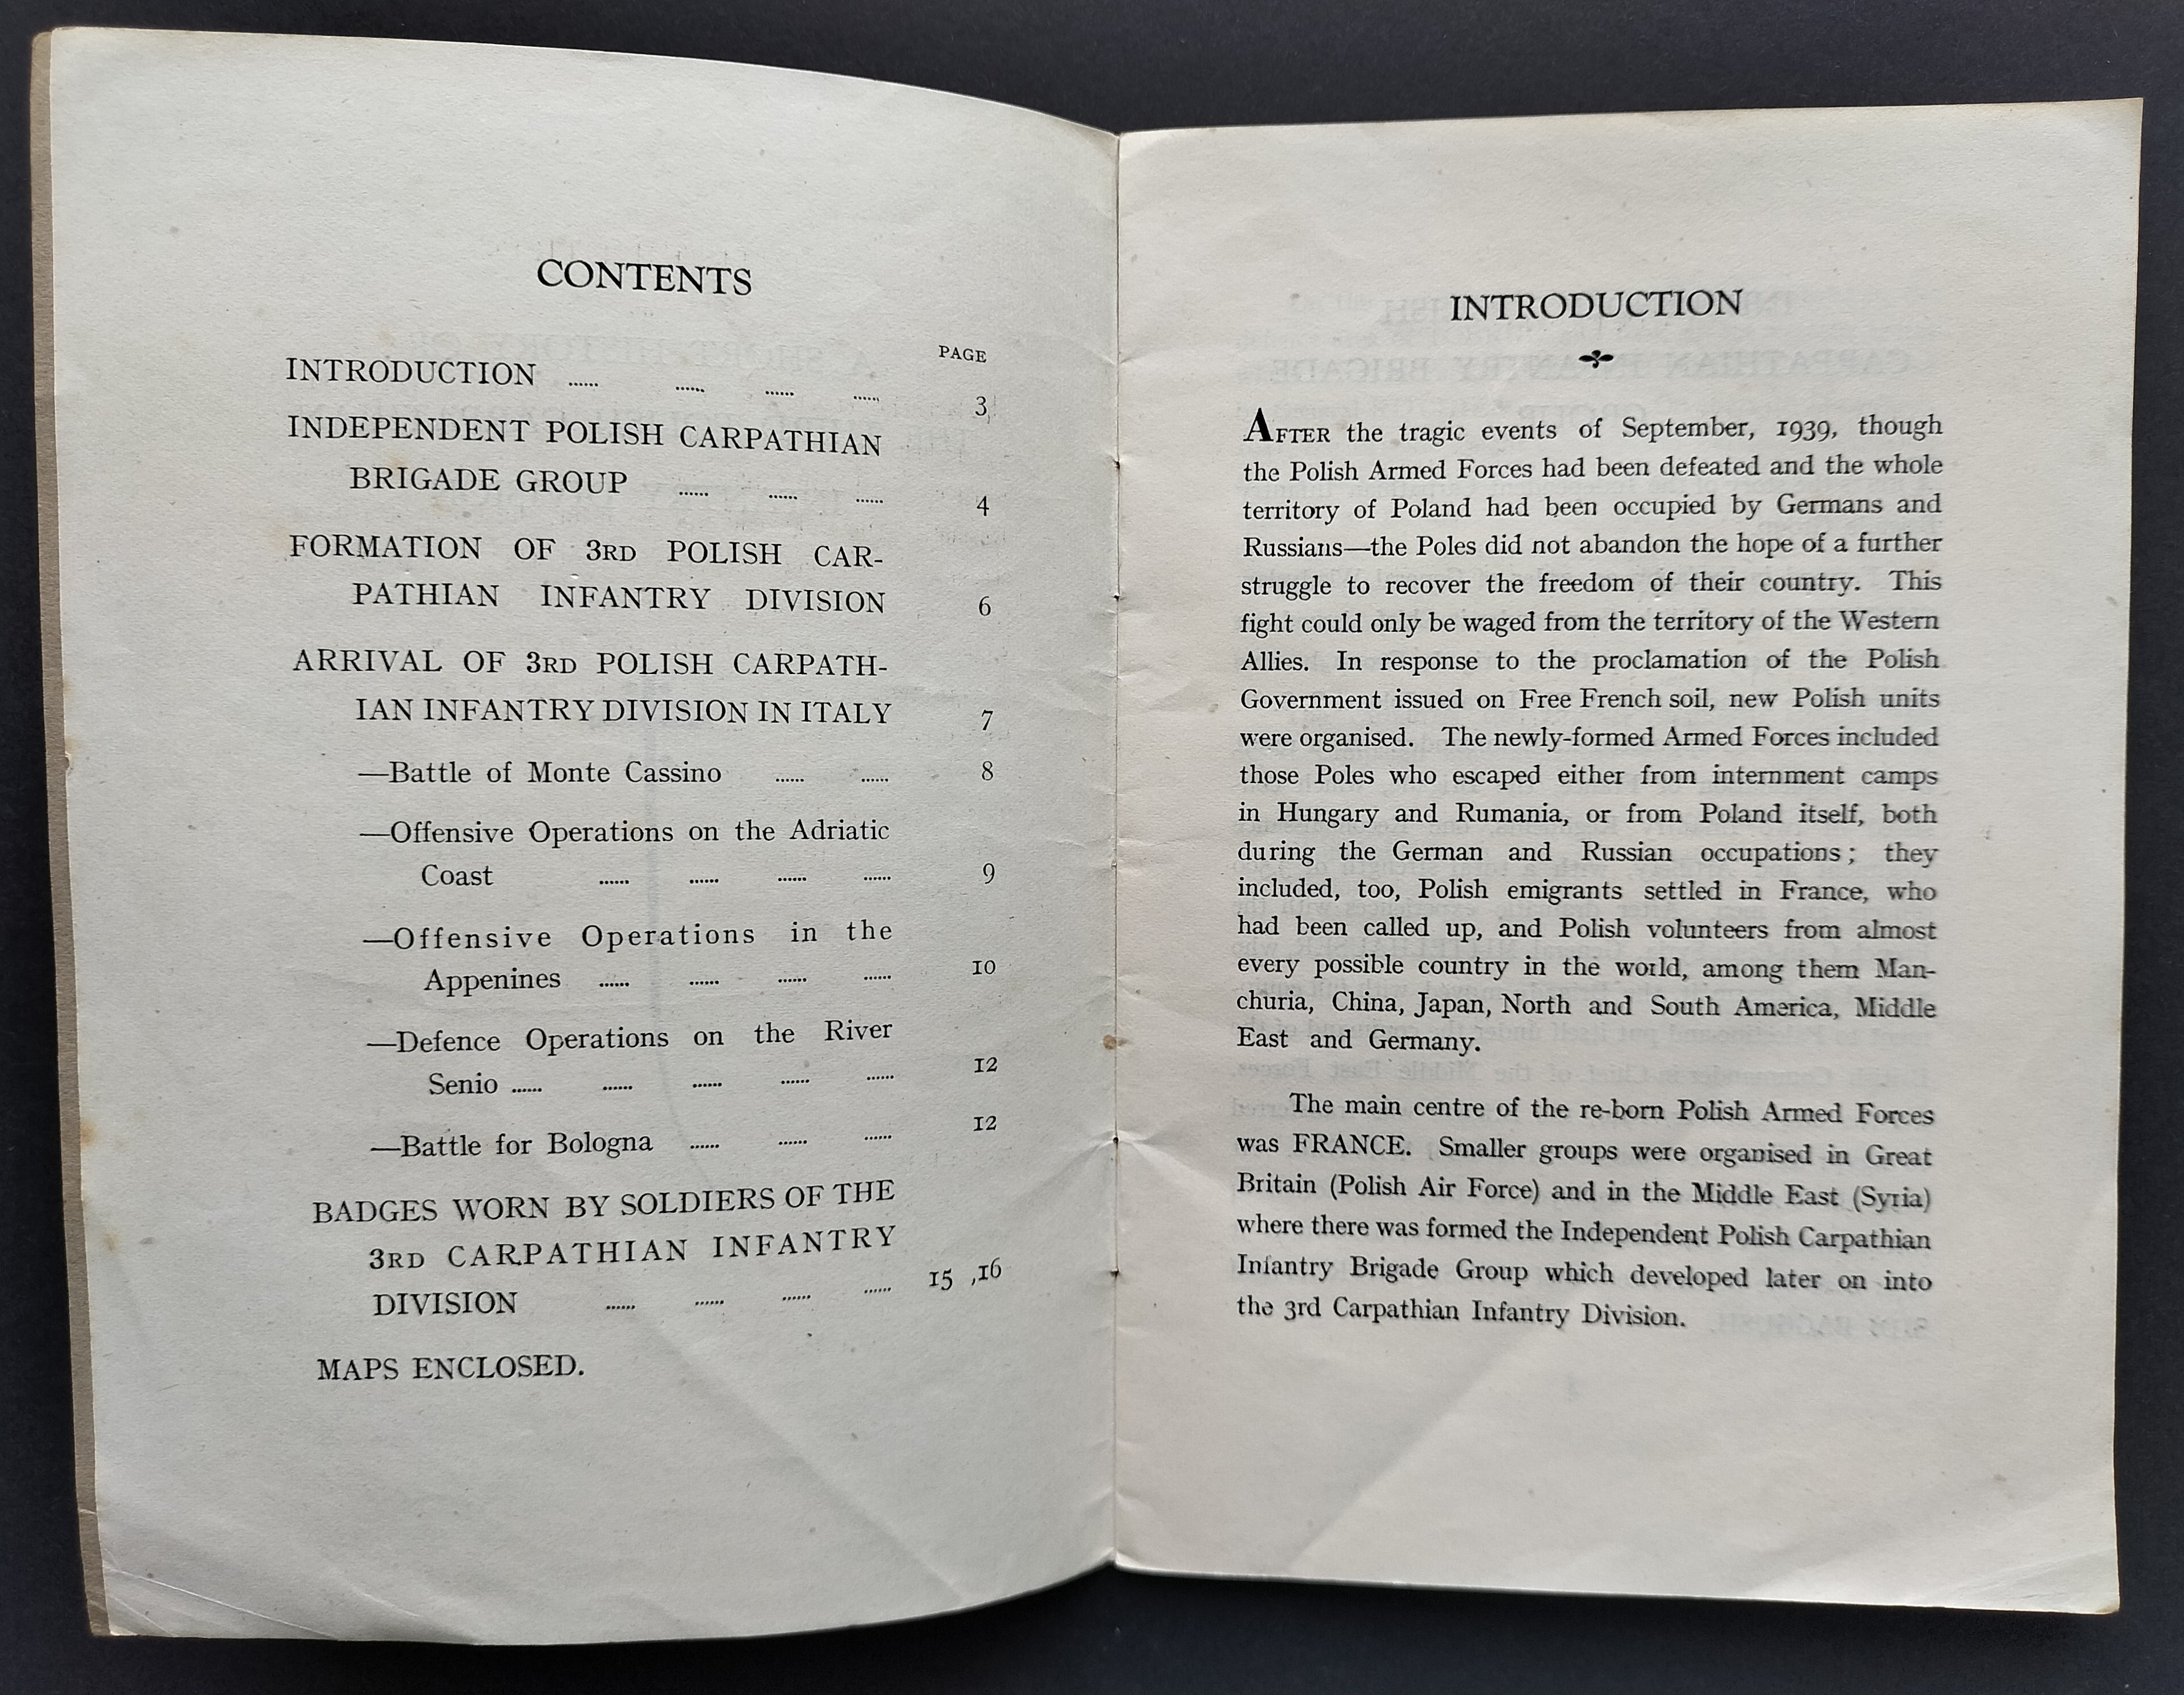 CONTENTS
PAGE
INTRODUCTION ...... ...... ...... ...... 3
INDEPENDENT POLISH CARPATHIAN
BRIGADE GROUP ...... ...... ...... 4
FORMATION OF 3RD POLISH CAR-
PATHIAN INFANTRY DIVISION 6
ARRIVAL OF 3RD POLISH CARPATH-
IAN INFANTRY DIVISION IN ITALY 7
—Battle of Monte Cassino ...... ...... 8
—Offensive Operations on the Adriatic
Coast ...... ...... ...... ...... 9
—Offensive Operations in the
Appenines ...... ...... ...... ...... 10
—Defence Operations on the River
Senio ...... ...... ...... ...... ...... 12
—Battle for Bologna ...... ...... ...... 12
BADGES WORN BY SOLDIERS OF THE
3RD CARPATHIAN INFANTRY
DIVISION ...... ...... ...... ...... 15 ,16
MAPS ENCLOSED.
INTRODUCTION
AFTER the tragic events of September, 1939, though
the Polish Armed Forces had been defeated and the whole
territory of Poland had been occupied by Germans and
Russians—the Poles did not abandon the hope of a further
struggle to recover the freedom of their country. This
fight could only be waged from the territory of the Western
Allies. In response to the proclamation of the Polish
Government issued on Free French soil, new Polish units
were organised. The newly-formed Armed Forces included
those Poles who escaped either from internment camps
in Hungary and Rumania, or from Poland itself, both
during the German and Russian occupations; they
included, too, Polish emigrants settled in France, who
had been called up, and Polish volunteers from almost
every possible country in the world, among them Man-
churia, China, Japan, North and South America, Middle
East and Germany.
The main centre of the re-born Polish Armed Forces
was FRANCE. Smaller groups were organised in Great
Britain (Polish Air Force) and in the Middle East (Syria)
where there was formed the Independent Polish Carpathian
Infantry Brigade Group which developed later on into
the 3rd Carpathian Infantry Division.